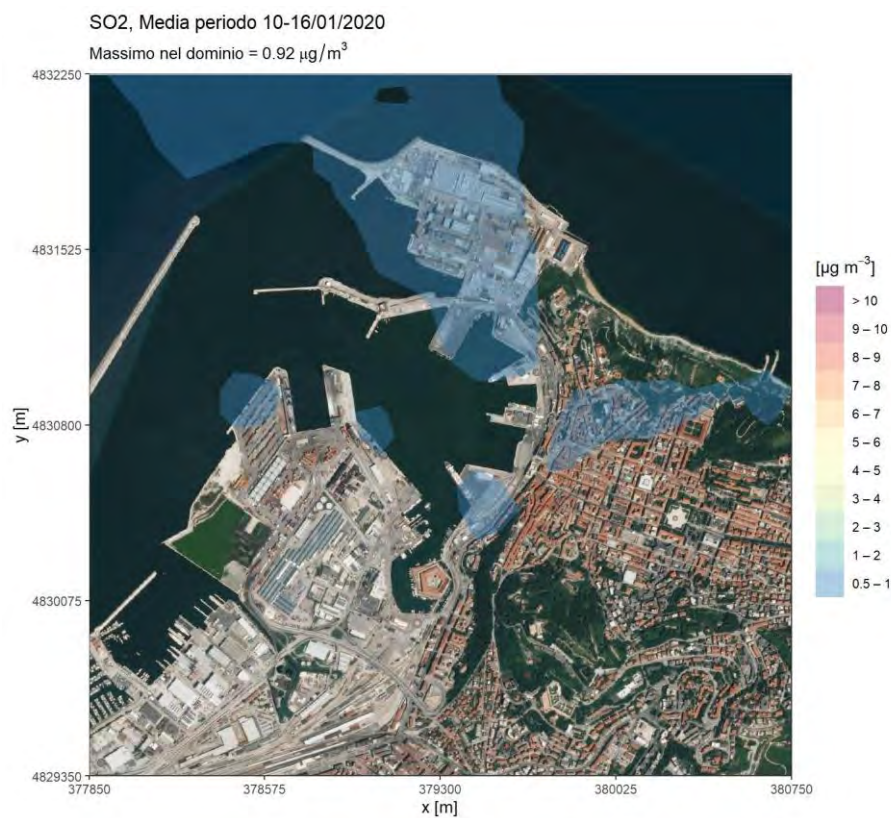 SO2, Media periodo 10-16/01/2020
Massimo nel dominio = 0.92 μg/m³
4832250
4831525
4830800
4830075
4829350
y [m]
377850 378575 379300 380025 380750
x [m]
[μg m⁻³]
> 10
9 – 10
8 – 9
7 – 8
6 – 7
5 – 6
4 – 5
3 – 4
2 – 3
1 – 2
0.5 – 1